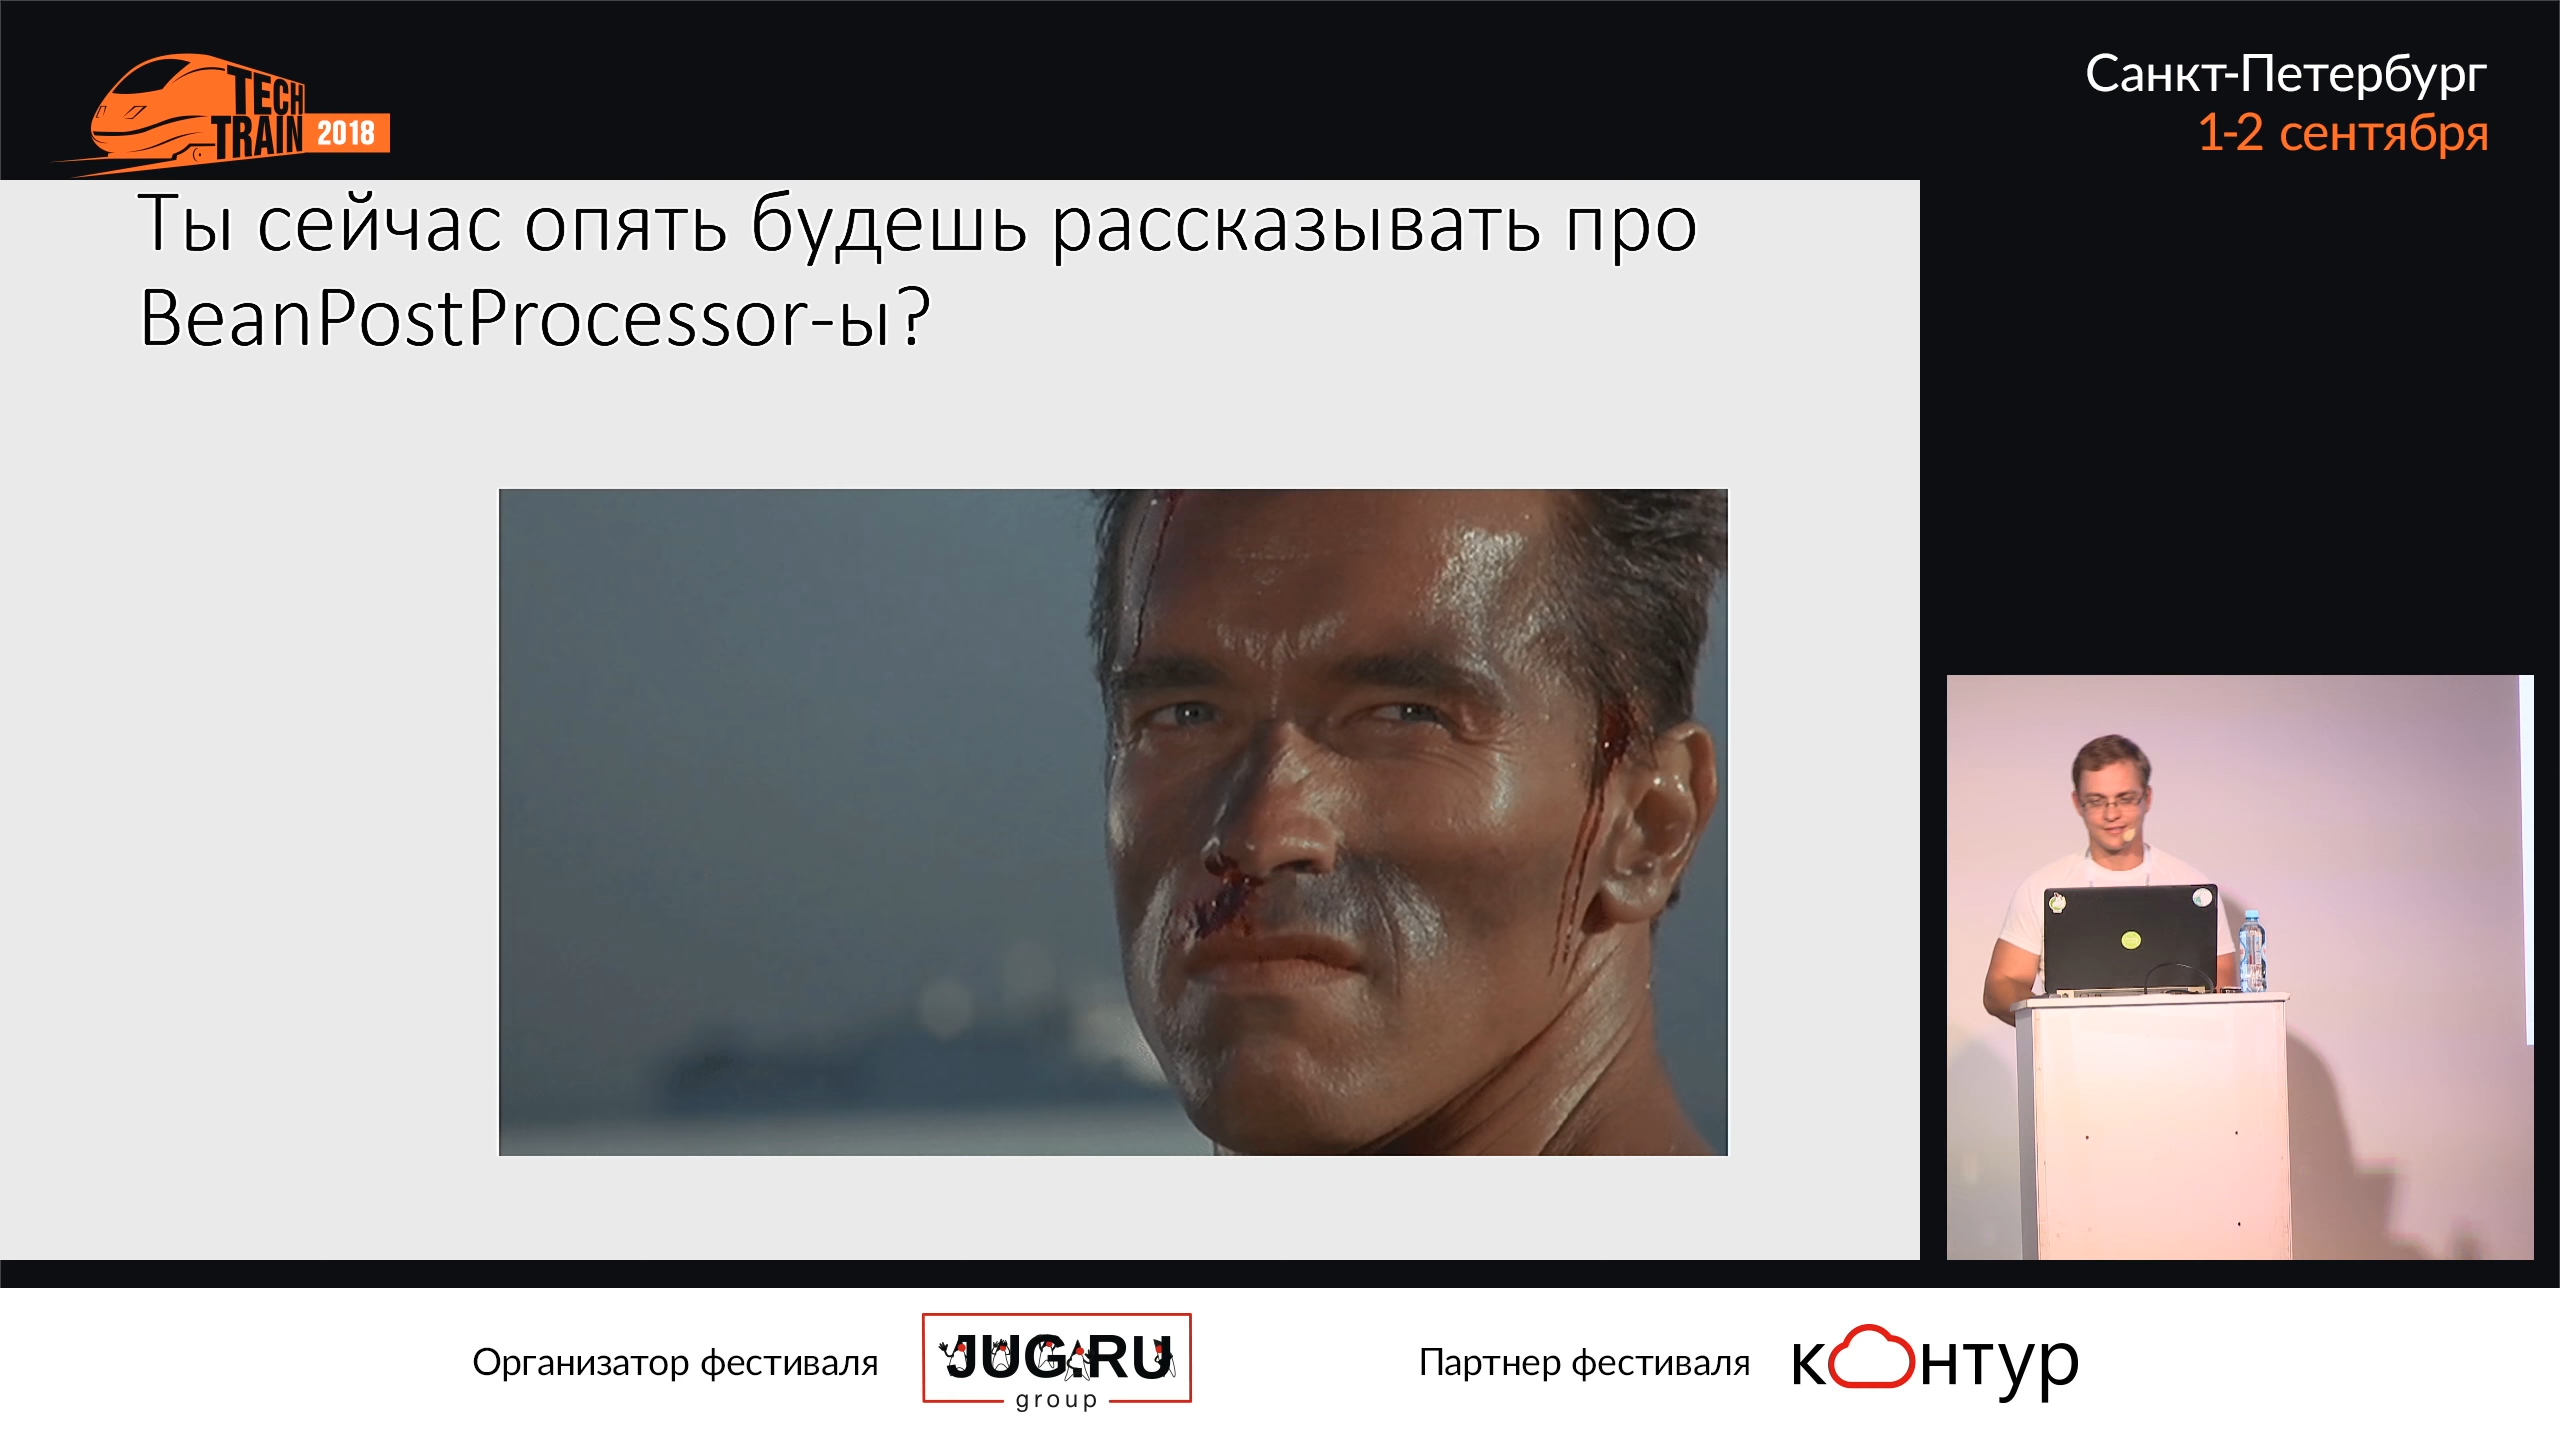 TECH
TRAIN 2018
Санкт-Петербург
1-2 сентября
Ты сейчас опять будешь рассказывать про
BeanPostProcessor-ы?
Организатор фестиваля
JUG.RU
group
Партнер фестиваля
контур